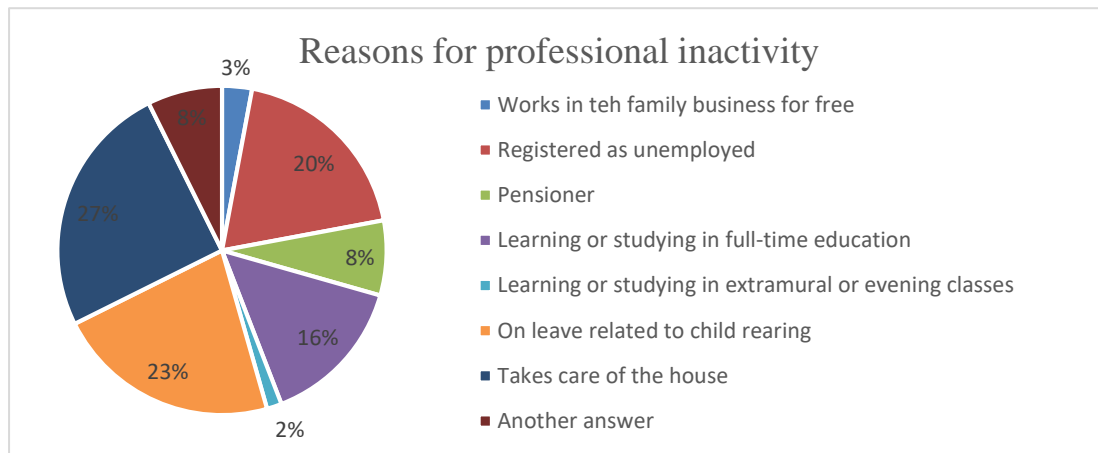 Reasons for professional inactivity
3%
20%
8%
16%
2%
23%
27%
8%
Works in teh family business for free
Registered as unemployed
Pensioner
Learning or studying in full-time education
Learning or studying in extramural or evening classes
On leave related to child rearing
Takes care of the house
Another answer